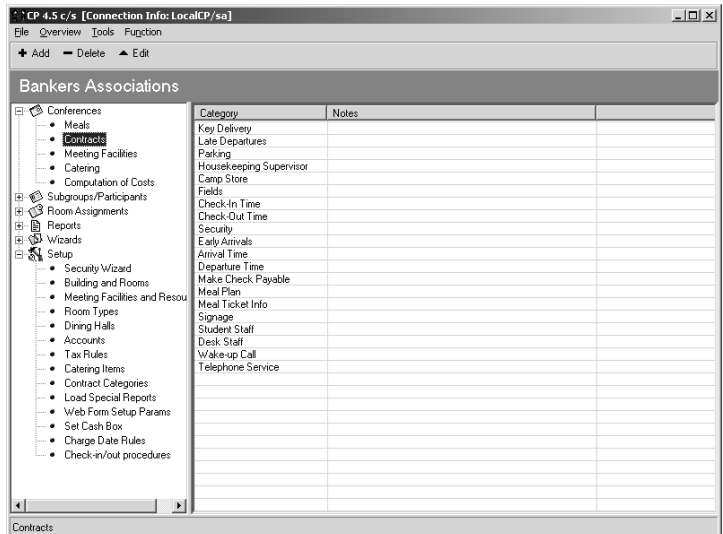 CP 4.5 c/s [Connection Info: LocalCP/sa]
File Overview Tools Function
Add Delete Edit
Bankers Associations
Conferences
Meals
Contracts
Meeting Facilities
Catering
Computation of Costs
Subgroups/Participants
Room Assignments
Reports
Wizards
Setup
Security Wizard
Building and Rooms
Meeting Facilities and Resou
Room Types
Dining Halls
Accounts
Tax Rules
Catering Items
Contract Categories
Load Special Reports
Web Form Setup Params
Set Cash Box
Charge Date Rules
Check-in/out procedures
Category Notes
Key Delivery
Late Departures
Parking
Housekeeping Supervisor
Camp Store
Fields
Check-In Time
Check-Out Time
Security
Early Arrivals
Arrival Time
Departure Time
Make Check Payable
Meal Plan
Meal Ticket Info
Signage
Student Staff
Desk Staff
Wake-up Call
Telephone Service
Contracts